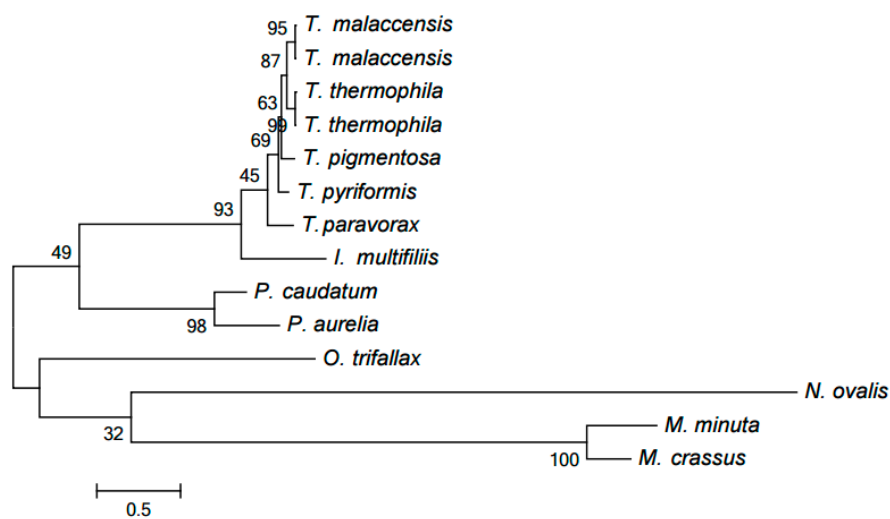 95
T. malaccensis
T. malaccensis
87
T. thermophila
63
99
T. thermophila
69
T. pigmentosa
45
T. pyriformis
93
T. paravorax
49
I. multifiliis
P. caudatum
98
P. aurelia
O. trifallax
N. ovalis
32
M. minuta
100
M. crassus
0.5